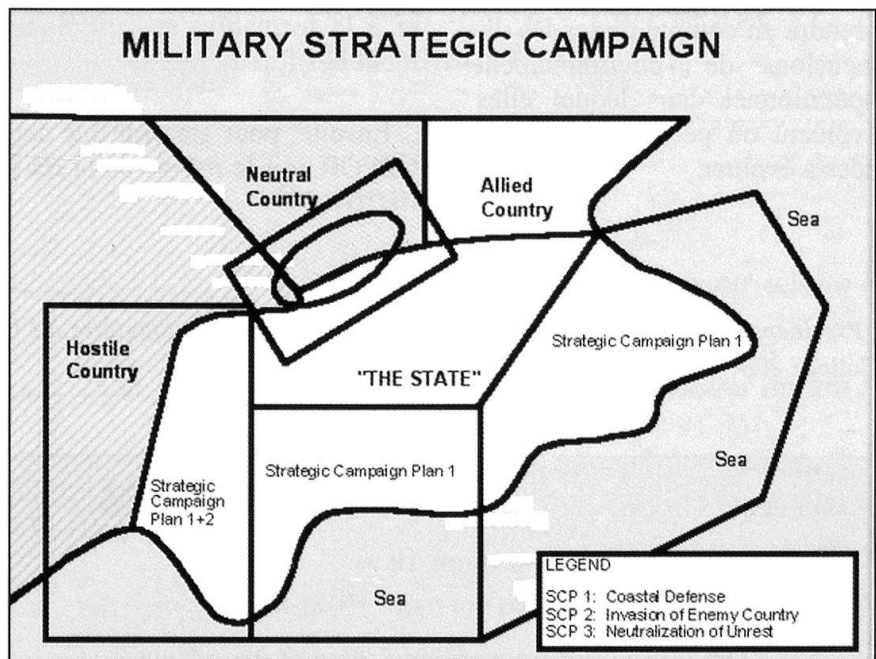 MILITARY STRATEGIC CAMPAIGN
Neutral
Country
Allied
Country
Sea
Hostile
Country
Strategic Campaign Plan 1
"THE STATE"
Strategic Campaign Plan 1
Sea
Strategic
Campaign
Plan 1+2
Sea
LEGEND
SCP 1: Coastal Defense
SCP 2: Invasion of Enemy Country
SCP 3: Neutralization of Unrest